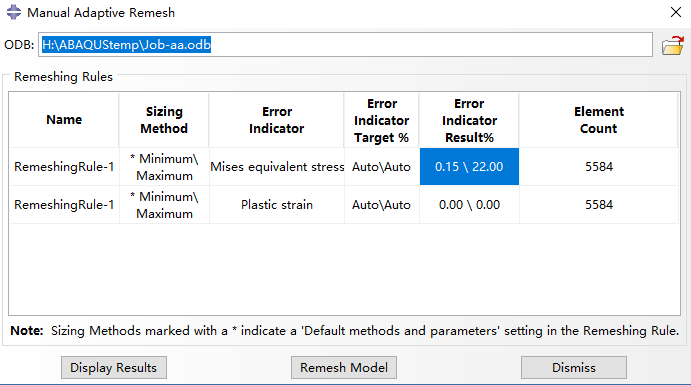 Manual Adaptive Remesh
ODB: H:\ABAQUStemp\Job-aa.odb
Remeshing Rules
Name
Sizing
Method
Error
Indicator
Error
Indicator
Target %
Error
Indicator
Result%
Element
Count
RemeshingRule-1
* Minimum\
Maximum
Mises equivalent stress
Auto\Auto
0.15 \ 22.00
5584
RemeshingRule-1
* Minimum\
Maximum
Plastic strain
Auto\Auto
0.00 \ 0.00
5584
Note: Sizing Methods marked with a * indicate a 'Default methods and parameters' setting in the Remeshing Rule.
Display Results
Remesh Model
Dismiss